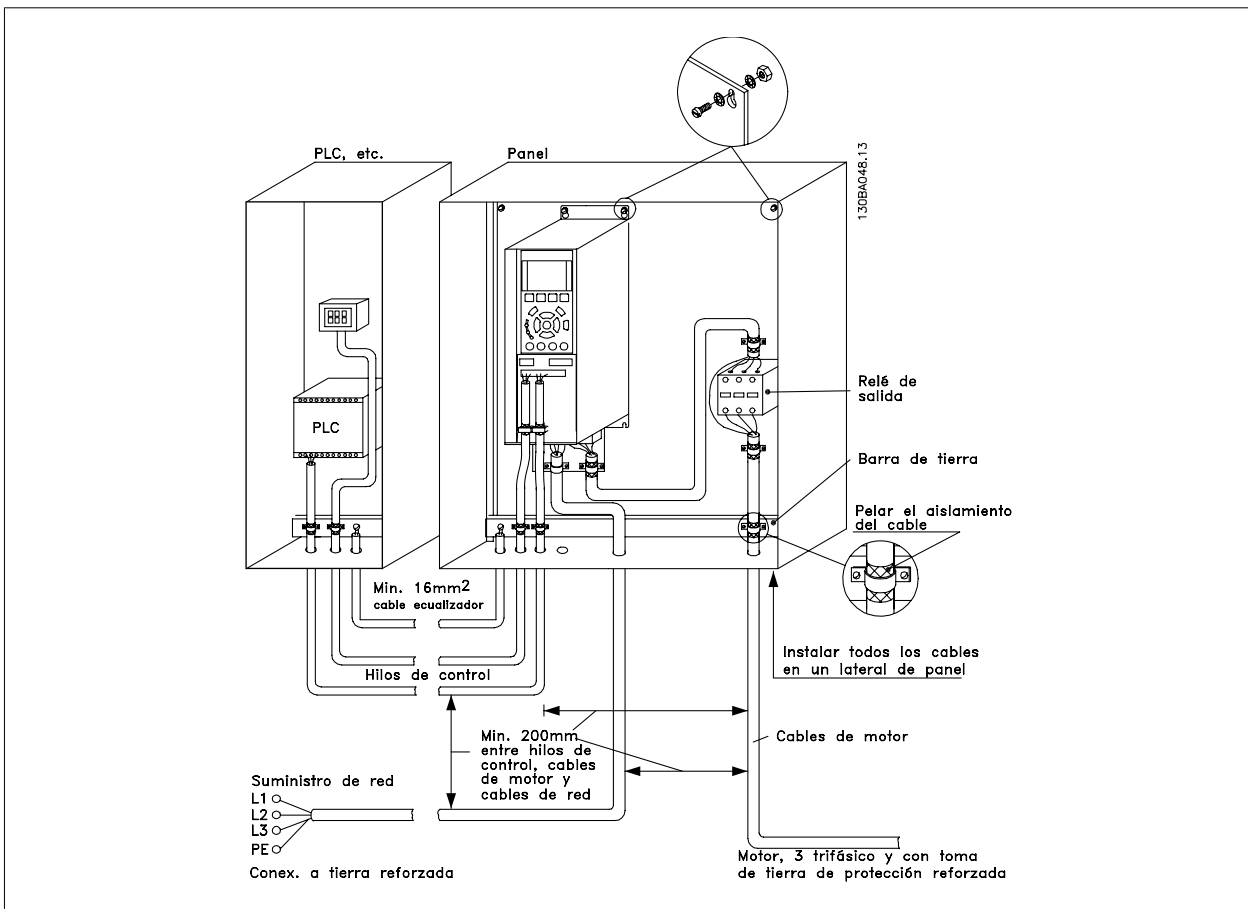 PLC, etc.
Panel
130BA048.13
PLC
Relé de
salida
Barra de tierra
Pelar el aislamiento
del cable
Min. 16mm2
cable ecualizador
Hilos de control
Instalar todos los cables
en un lateral de panel
Min. 200mm
entre hilos de
control, cables
de motor y
cables de red
Cables de motor
Suministro de red
L1
L2
L3
PE
Conex. a tierra reforzada
Motor, 3 trifásico y con toma
de tierra de protección reforzada